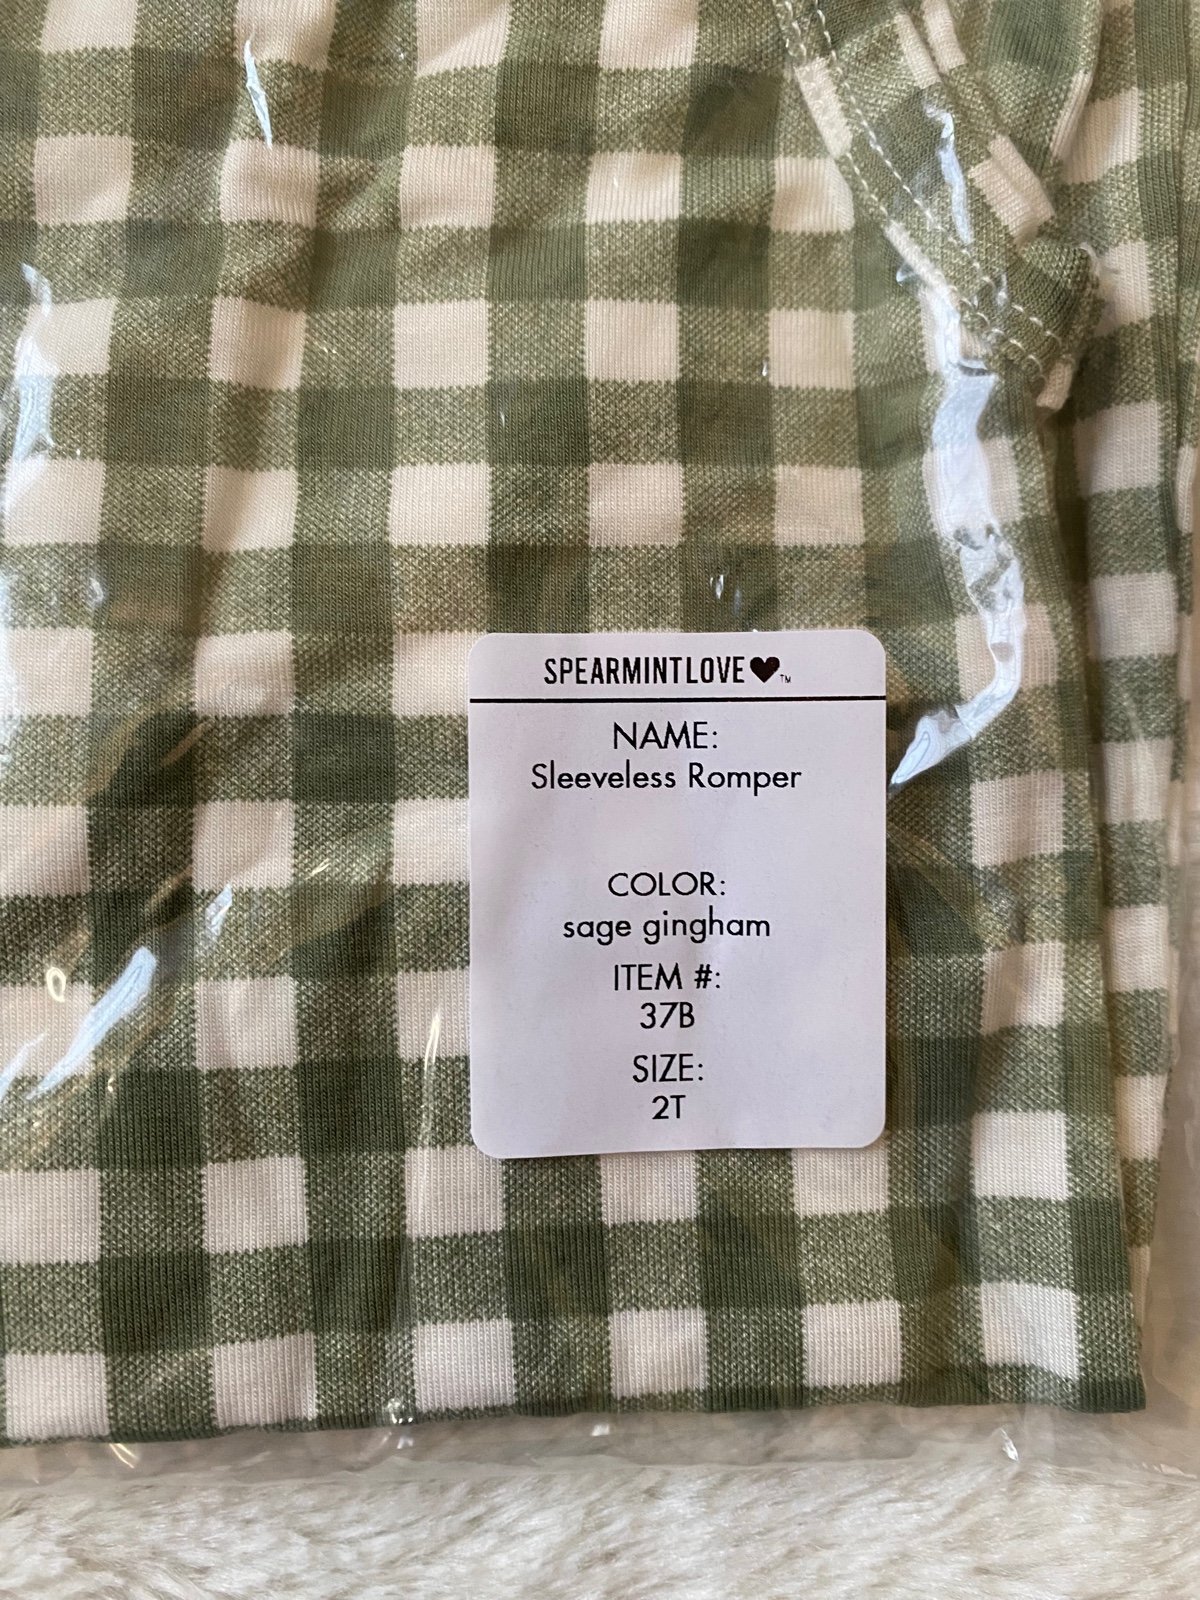 SPEARMINTLOVE♥™
NAME:
Sleeveless Romper
COLOR:
sage gingham
ITEM #:
37B
SIZE:
2T